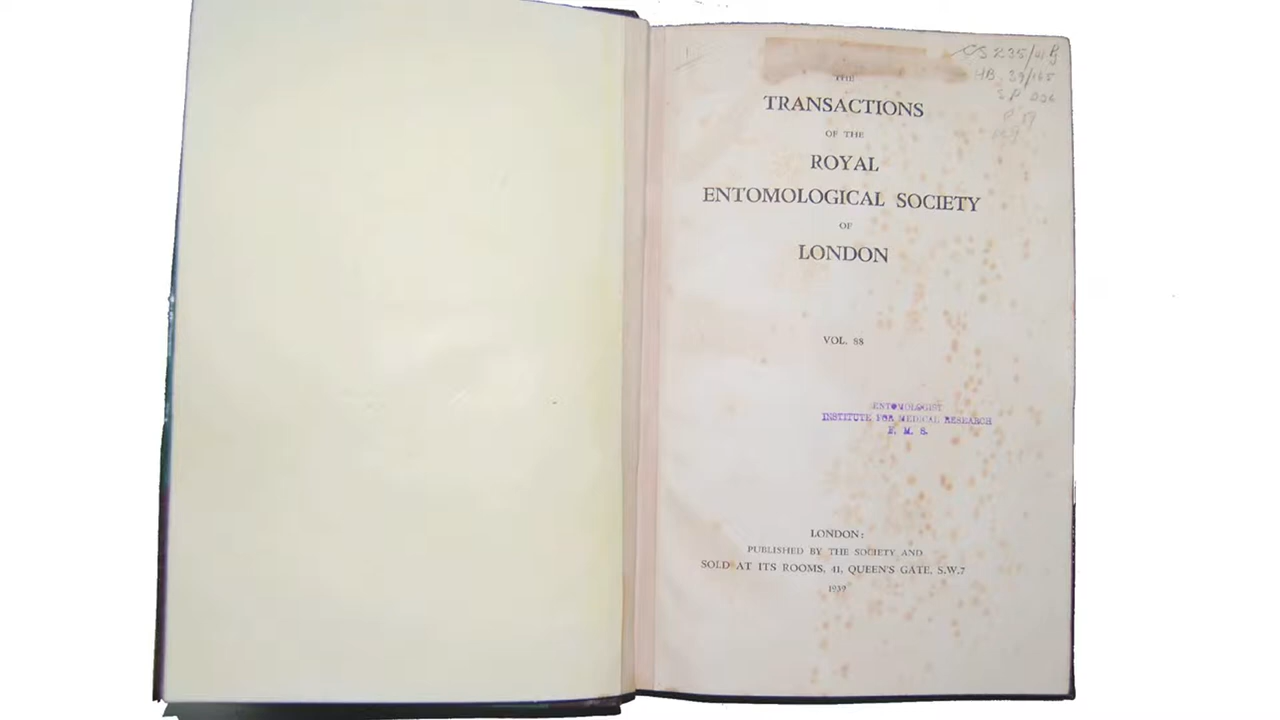 THE
TRANSACTIONS
OF THE
ROYAL
ENTOMOLOGICAL SOCIETY
OF
LONDON
VOL. 88
ENTOMOLOGIST
INSTITUTE FOR MEDICAL RESEARCH
F. M. S.
LONDON:
PUBLISHED BY THE SOCIETY AND
SOLD AT ITS ROOMS, 41, QUEEN'S GATE, S.W.7
1939